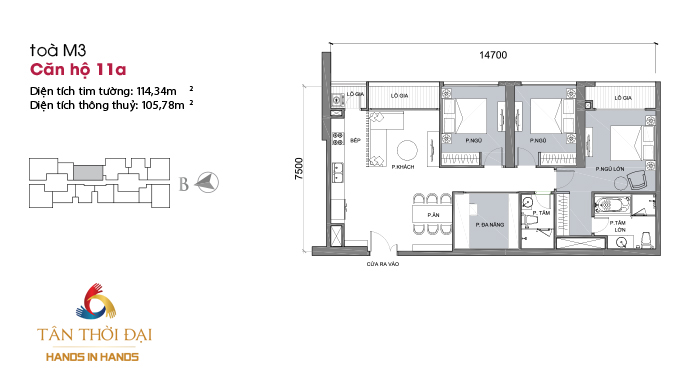 toà M3
Căn hộ 11a
Diện tích tim tường: 114,34m ²
Diện tích thông thuỷ: 105,78m ²
B
TÂN THỜI ĐẠI
HANDS IN HANDS
14700
7500
LÔ GIA
LÔ GIA
LÔ GIA
BẾP
P.NGỦ
P.NGỦ
P.KHÁCH
P.NGỦ LỚN
P.ĂN
P. ĐA NĂNG
P. TẮM
P.TẮM
LỚN
CỬA RA VÀO